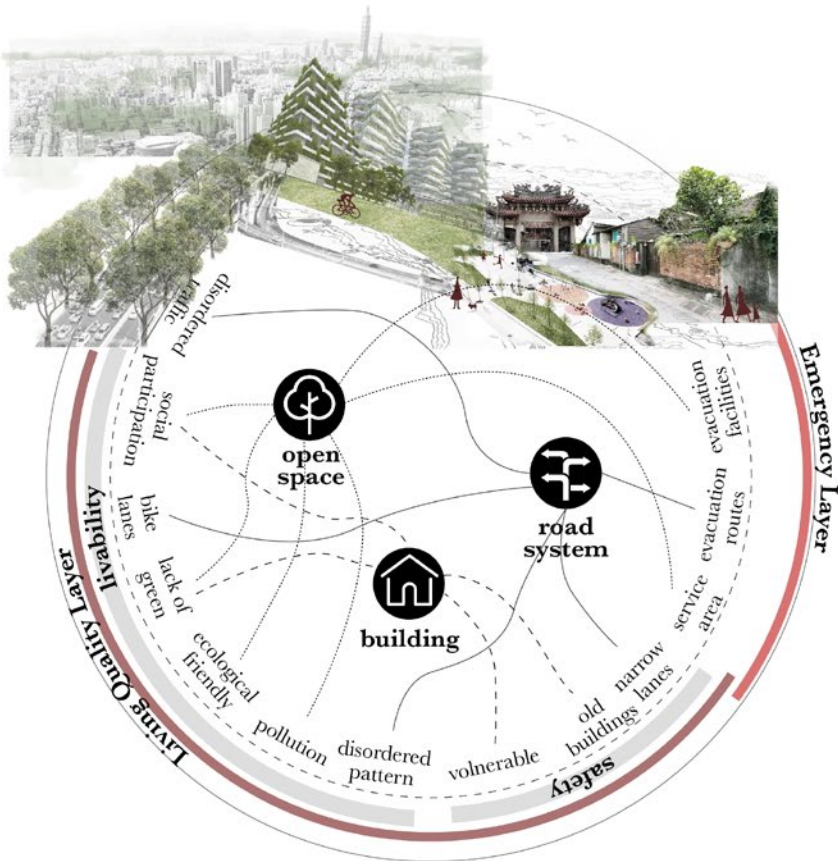 disordered
traffic
social
participation
bike
lanes
lack of
green
ecological
friendly
pollution
disordered
pattern
volnerable
old
buildings
narrow
lanes
service
area
evacuation
routes
evacuation
facilities
open
space
road
system
building
livability
Living Quality Layer
safety
Emergency Layer